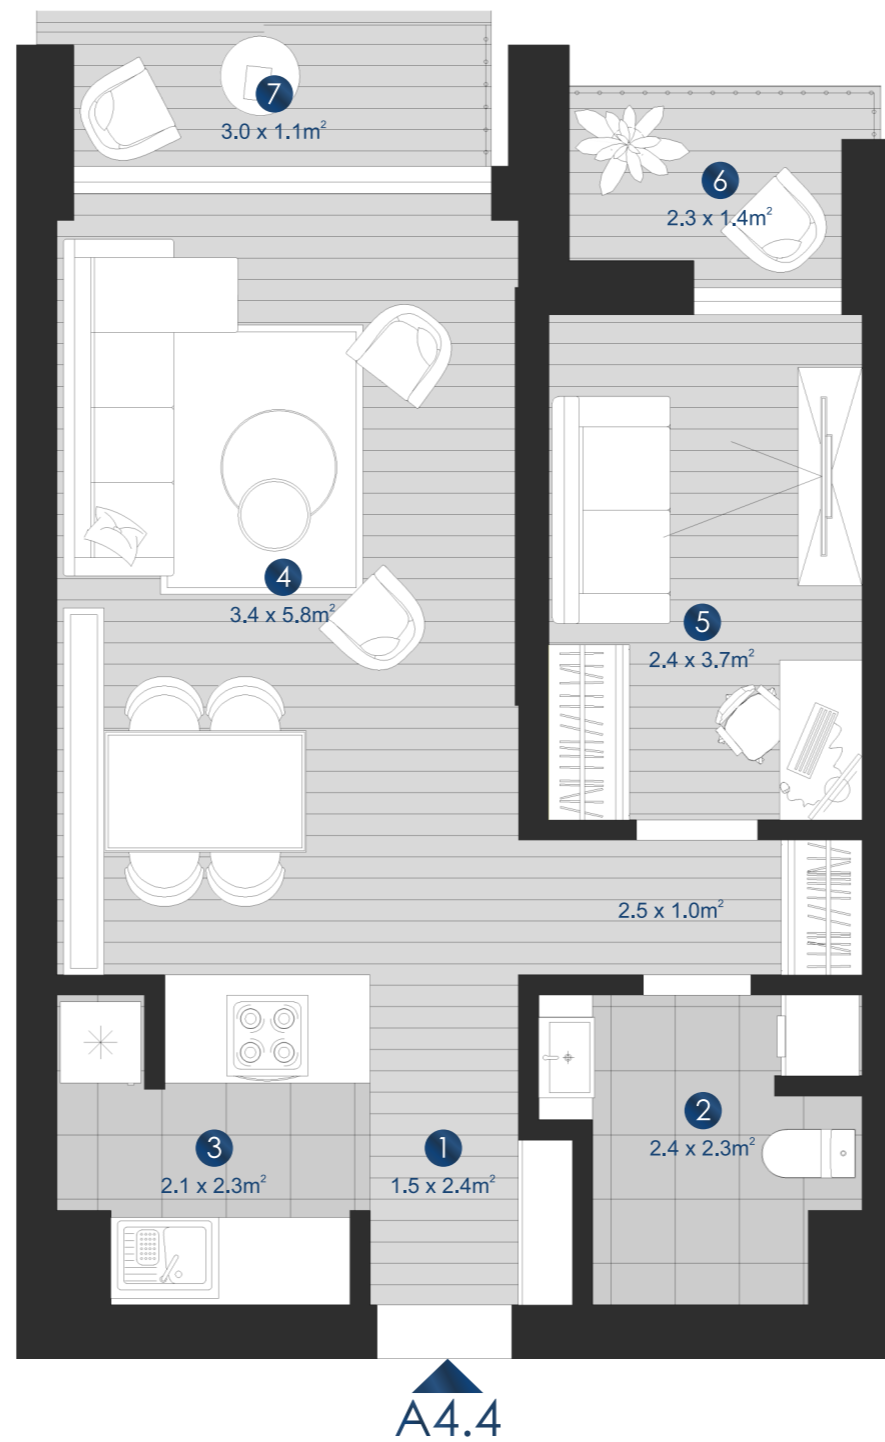 7
3.0 x 1.1m²
6
2.3 x 1.4m²
4
3.4 x 5.8m²
5
2.4 x 3.7m²
2.5 x 1.0m²
2
2.4 x 2.3m²
3
2.1 x 2.3m²
1
1.5 x 2.4m²
A4.4